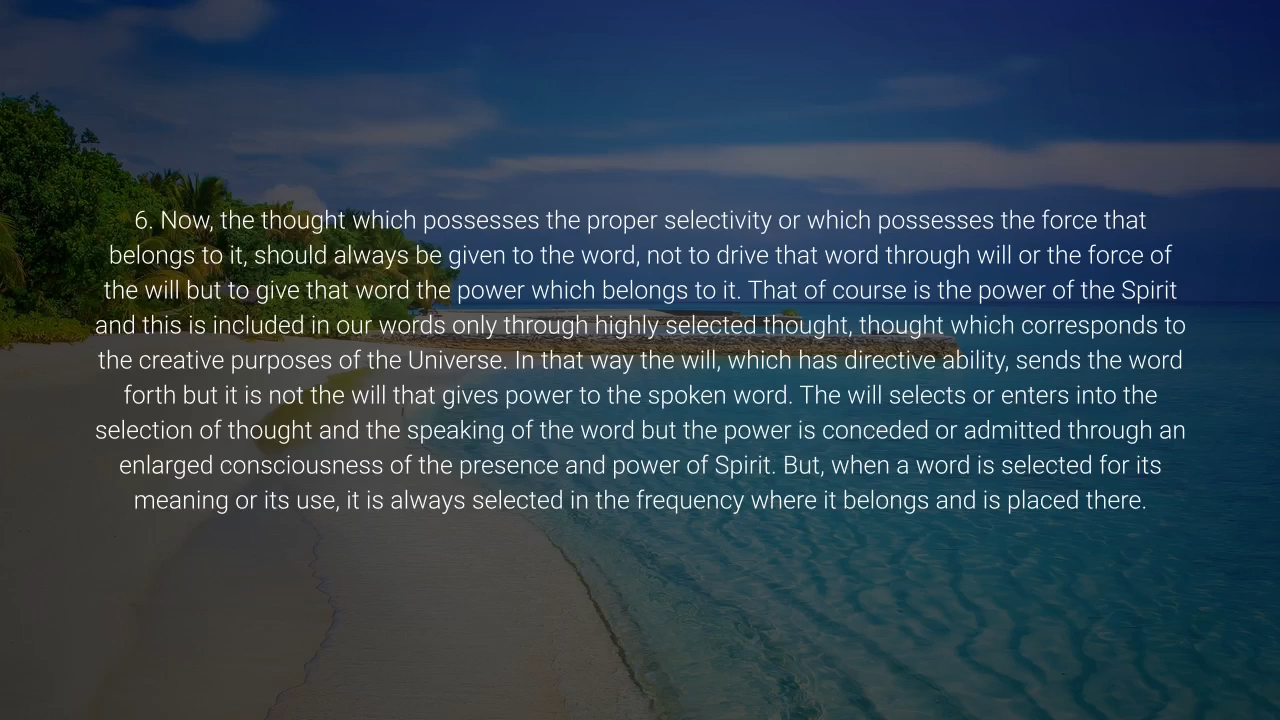 6. Now, the thought which possesses the proper selectivity or which possesses the force that
belongs to it, should always be given to the word, not to drive that word through will or the force of
the will but to give that word the power which belongs to it. That of course is the power of the Spirit
and this is included in our words only through highly selected thought, thought which corresponds to
the creative purposes of the Universe. In that way the will, which has directive ability, sends the word
forth but it is not the will that gives power to the spoken word. The will selects or enters into the
selection of thought and the speaking of the word but the power is conceded or admitted through an
enlarged consciousness of the presence and power of Spirit. But, when a word is selected for its
meaning or its use, it is always selected in the frequency where it belongs and is placed there.